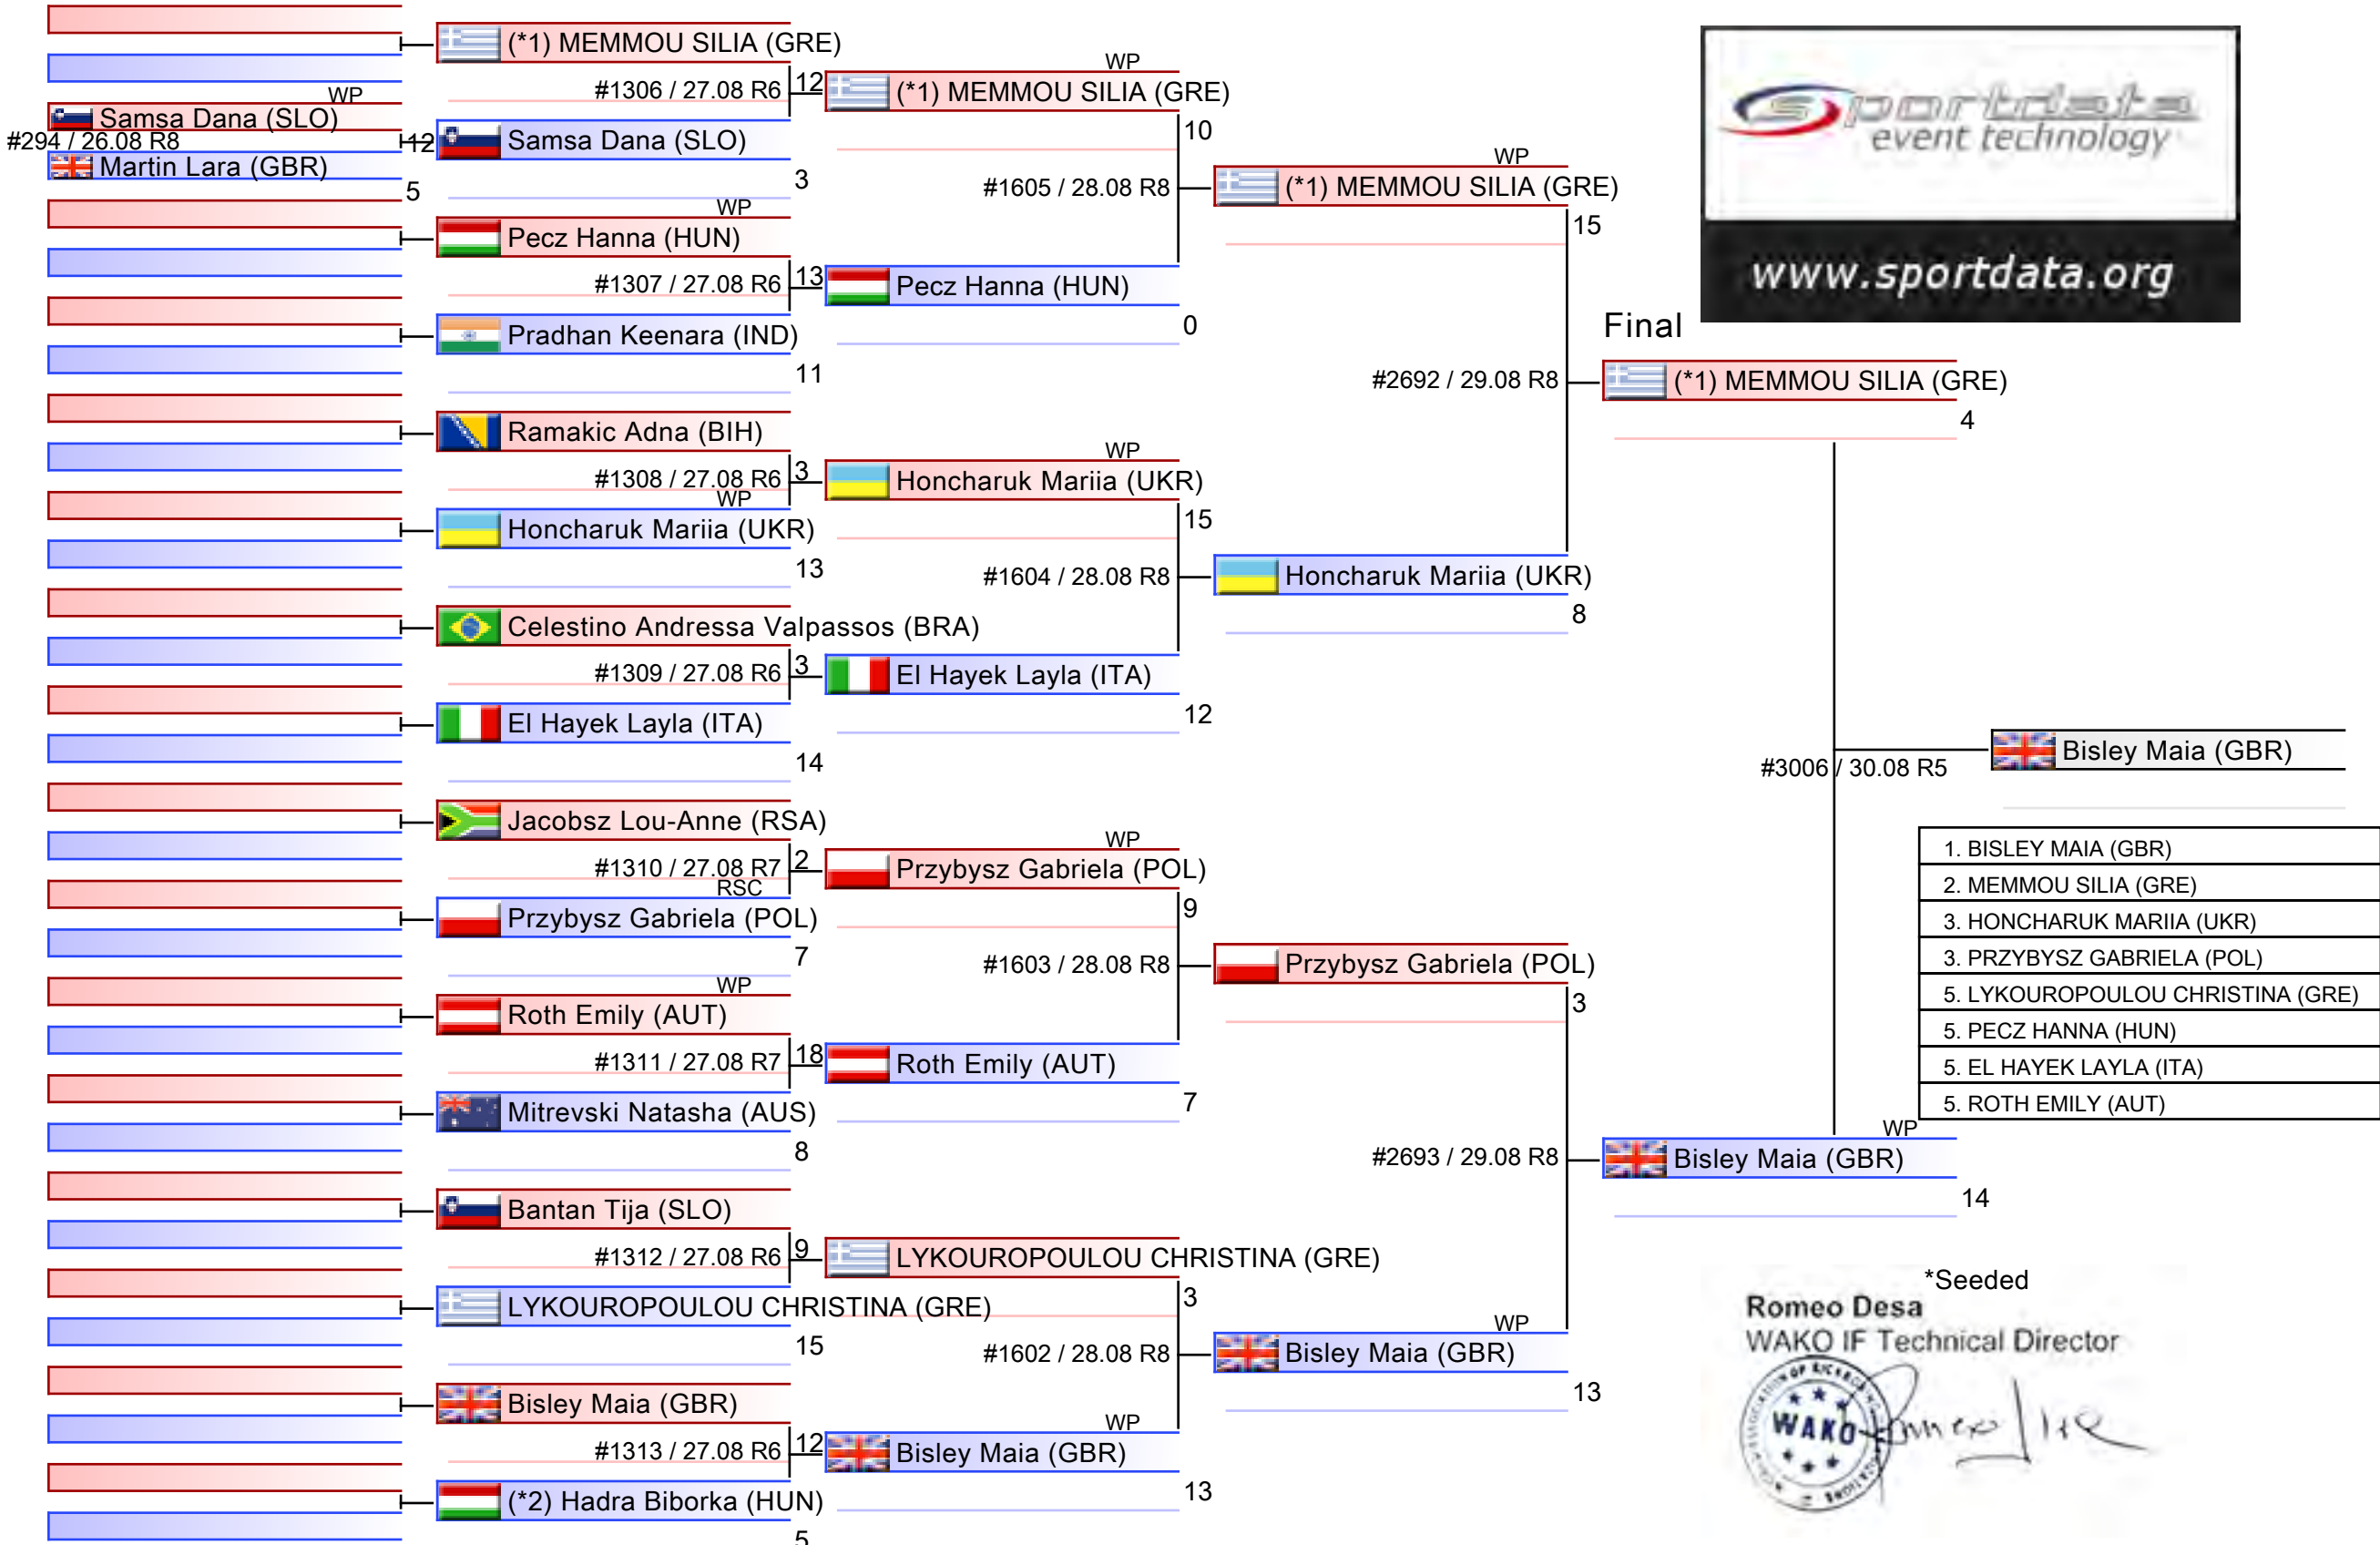 (*1) MEMMOU SILIA (GRE)
#1306 / 27.08 R6
12
WP
Samsa Dana (SLO)
#294 / 26.08 R8
12
Martin Lara (GBR)
5
Samsa Dana (SLO)
3
WP
Pecz Hanna (HUN)
#1307 / 27.08 R6
13
Pradhan Keenara (IND)
11
Ramakic Adna (BIH)
#1308 / 27.08 R6
3
WP
Honcharuk Mariia (UKR)
13
Celestino Andressa Valpassos (BRA)
#1309 / 27.08 R6
3
El Hayek Layla (ITA)
14
Jacobsz Lou-Anne (RSA)
#1310 / 27.08 R7
2
RSC
Przybysz Gabriela (POL)
7
WP
Roth Emily (AUT)
#1311 / 27.08 R7
18
Mitrevski Natasha (AUS)
8
Bantan Tija (SLO)
#1312 / 27.08 R6
9
LYKOUROPOULOU CHRISTINA (GRE)
15
Bisley Maia (GBR)
#1313 / 27.08 R6
12
(*2) Hadra Biborka (HUN)
5
WP
(*1) MEMMOU SILIA (GRE)
10
#1605 / 28.08 R8
Pecz Hanna (HUN)
0
WP
Honcharuk Mariia (UKR)
15
#1604 / 28.08 R8
El Hayek Layla (ITA)
12
WP
Przybysz Gabriela (POL)
9
#1603 / 28.08 R8
Roth Emily (AUT)
7
LYKOUROPOULOU CHRISTINA (GRE)
3
#1602 / 28.08 R8
WP
Bisley Maia (GBR)
13
WP
(*1) MEMMOU SILIA (GRE)
15
#2692 / 29.08 R8
Honcharuk Mariia (UKR)
8
Przybysz Gabriela (POL)
3
#2693 / 29.08 R8
WP
Bisley Maia (GBR)
13
sportdata
event technology
www.sportdata.org
Final
(*1) MEMMOU SILIA (GRE)
4
#3006 / 30.08 R5
WP
Bisley Maia (GBR)
14
Bisley Maia (GBR)
1. BISLEY MAIA (GBR)
2. MEMMOU SILIA (GRE)
3. HONCHARUK MARIIA (UKR)
3. PRZYBYSZ GABRIELA (POL)
5. LYKOUROPOULOU CHRISTINA (GRE)
5. PECZ HANNA (HUN)
5. EL HAYEK LAYLA (ITA)
5. ROTH EMILY (AUT)
*Seeded
Romeo Desa
WAKO IF Technical Director
WAKO